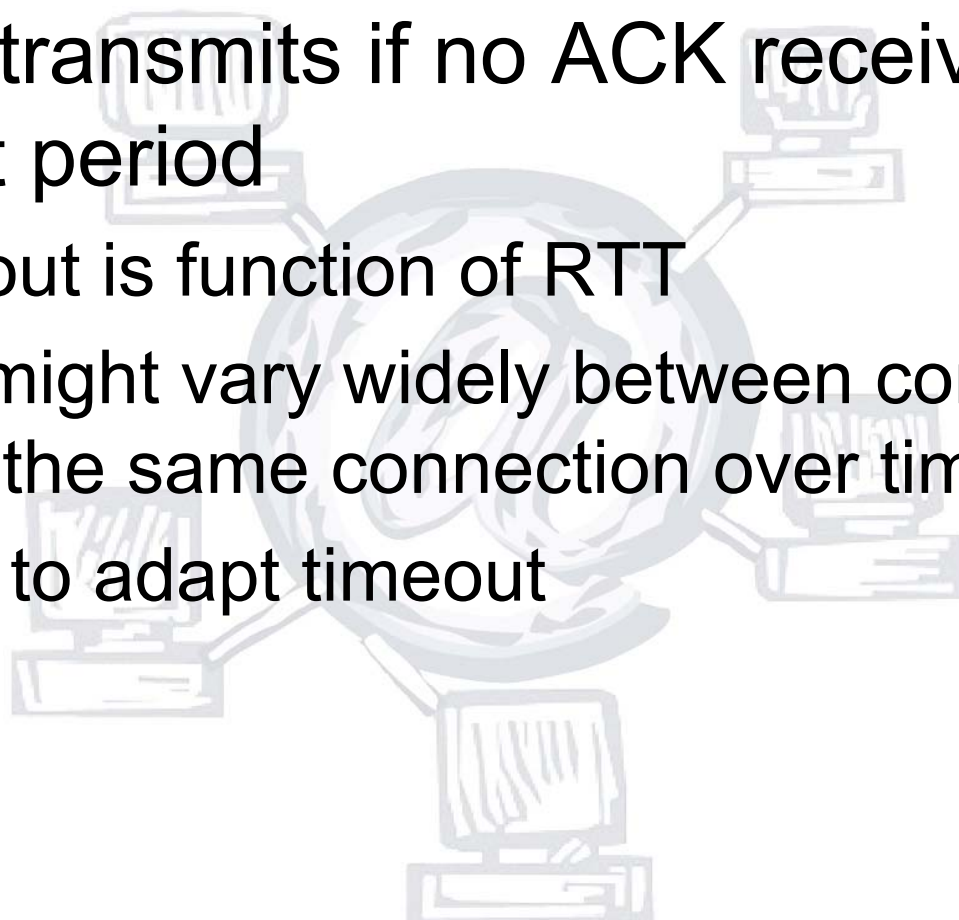 transmits if no ACK receiv
t period
out is function of RTT
might vary widely between co
the same connection over tim
to adapt timeout